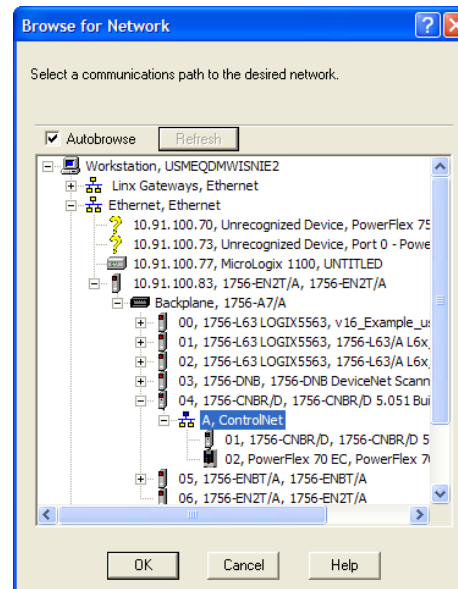 Browse for Network
Select a communications path to the desired network.
Autobrowse
Refresh
Workstation, USMEQDMWISNIE2
Linx Gateways, Ethernet
Ethernet, Ethernet
10.91.100.70, Unrecognized Device, PowerFlex 75
10.91.100.73, Unrecognized Device, Port 0 - Powe
10.91.100.77, MicroLogix 1100, UNTITLED
10.91.100.83, 1756-EN2T/A, 1756-EN2T/A
Backplane, 1756-A7/A
00, 1756-L63 LOGIX5563, v16_Example_u
01, 1756-L63 LOGIX5563, 1756-L63/A L6x_
02, 1756-L63 LOGIX5563, 1756-L63/A L6x_
03, 1756-DNB, 1756-DNB DeviceNet Scann
04, 1756-CNBR/D, 1756-CNBR/D 5.051 Bui
A, ControlNet
01, 1756-CNBR/D, 1756-CNBR/D 5
02, PowerFlex 70 EC, PowerFlex 7
05, 1756-ENBT/A, 1756-ENBT/A
06, 1756-EN2T/A, 1756-EN2T/A
OK
Cancel
Help